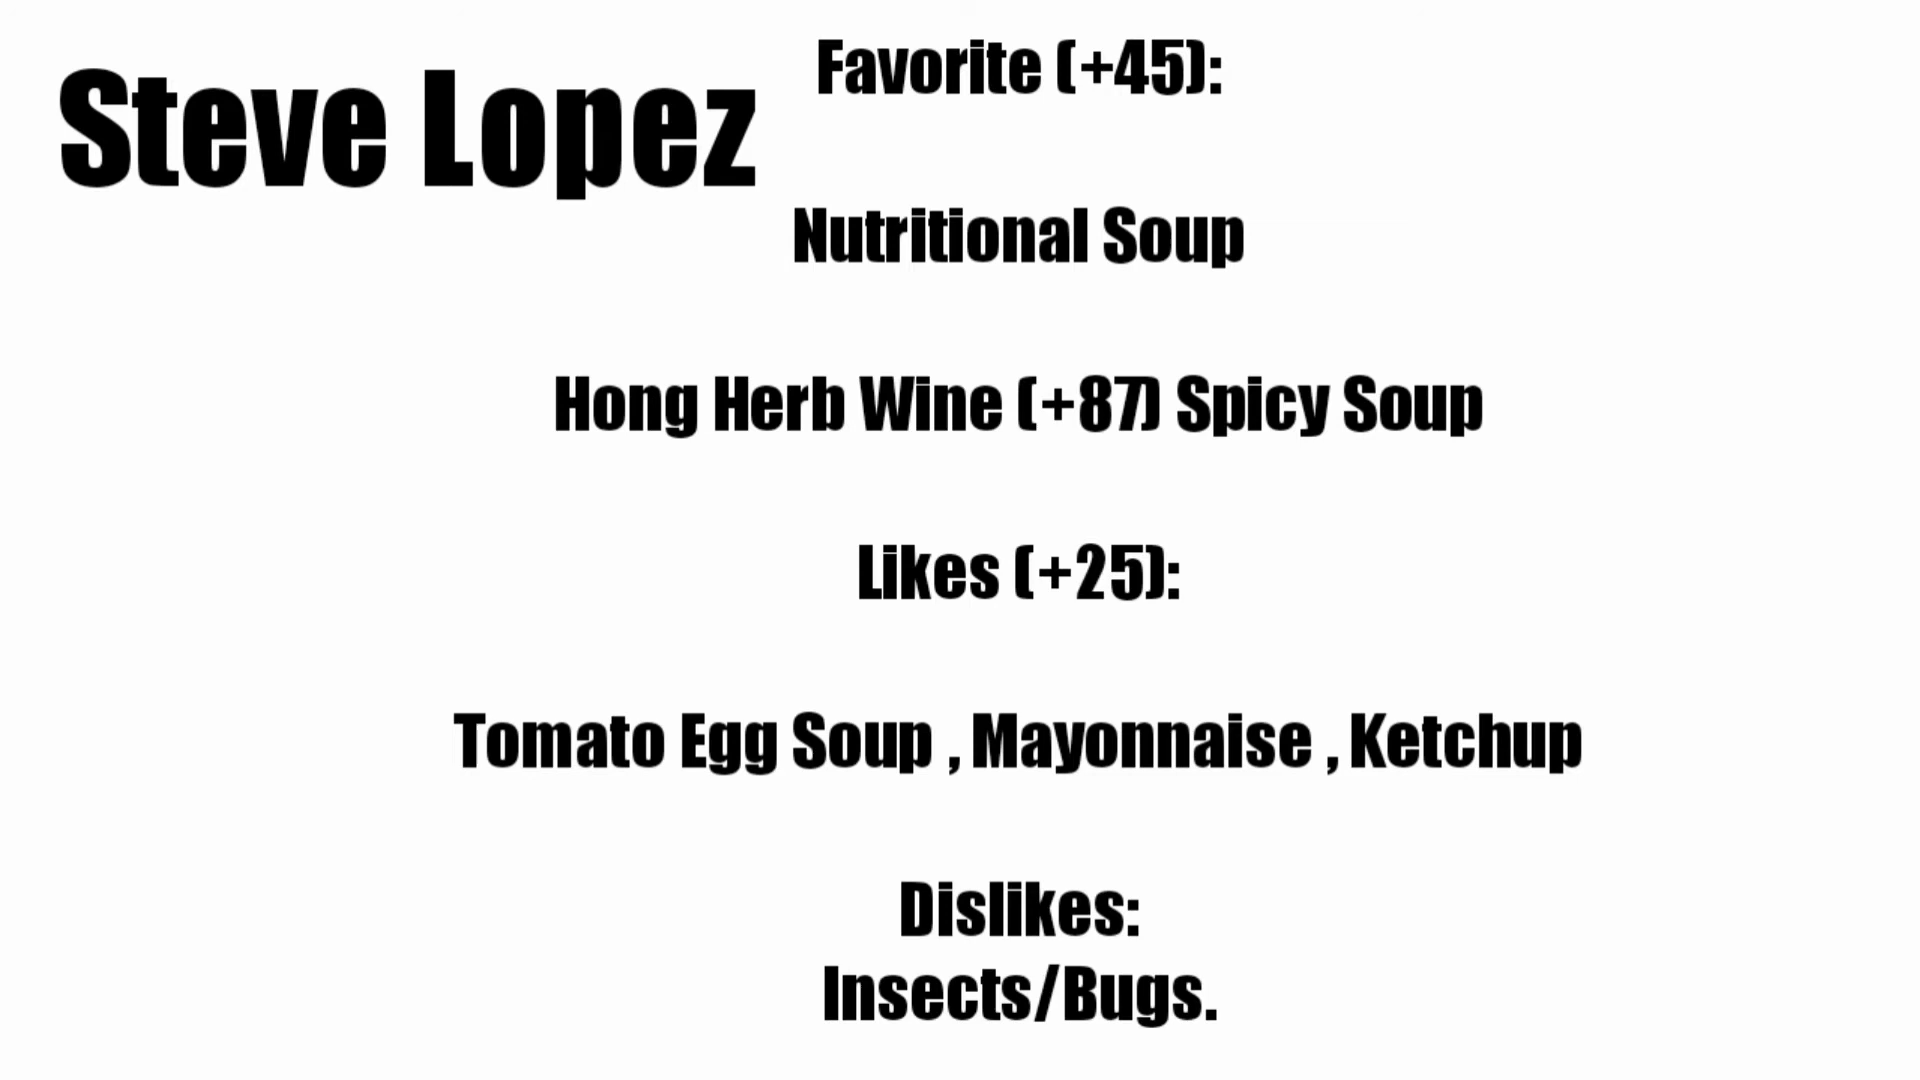 Steve Lopez
Favorite (+45):
Nutritional Soup
Hong Herb Wine (+87) Spicy Soup
Likes (+25):
Tomato Egg Soup , Mayonnaise , Ketchup
Dislikes:
Insects/Bugs.